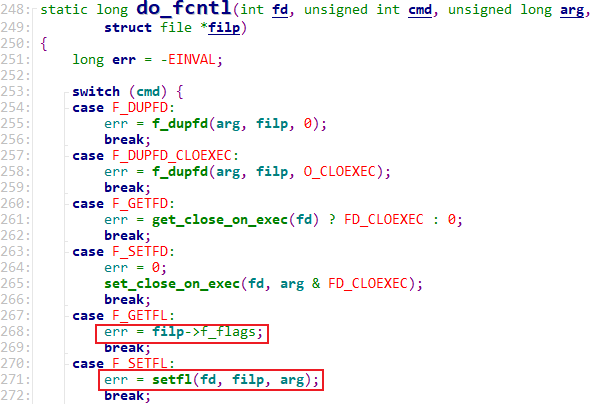 248: static long do_fcntl(int fd, unsigned int cmd, unsigned long arg,
249:         struct file *filp)
250: {
251:     long err = -EINVAL;
252:
253:     switch (cmd) {
254:     case F_DUPFD:
255:         err = f_dupfd(arg, filp, 0);
256:         break;
257:     case F_DUPFD_CLOEXEC:
258:         err = f_dupfd(arg, filp, O_CLOEXEC);
259:         break;
260:     case F_GETFD:
261:         err = get_close_on_exec(fd) ? FD_CLOEXEC : 0;
262:         break;
263:     case F_SETFD:
264:         err = 0;
265:         set_close_on_exec(fd, arg & FD_CLOEXEC);
266:         break;
267:     case F_GETFL:
268:         err = filp->f_flags;
269:         break;
270:     case F_SETFL:
271:         err = setfl(fd, filp, arg);
272:         break;